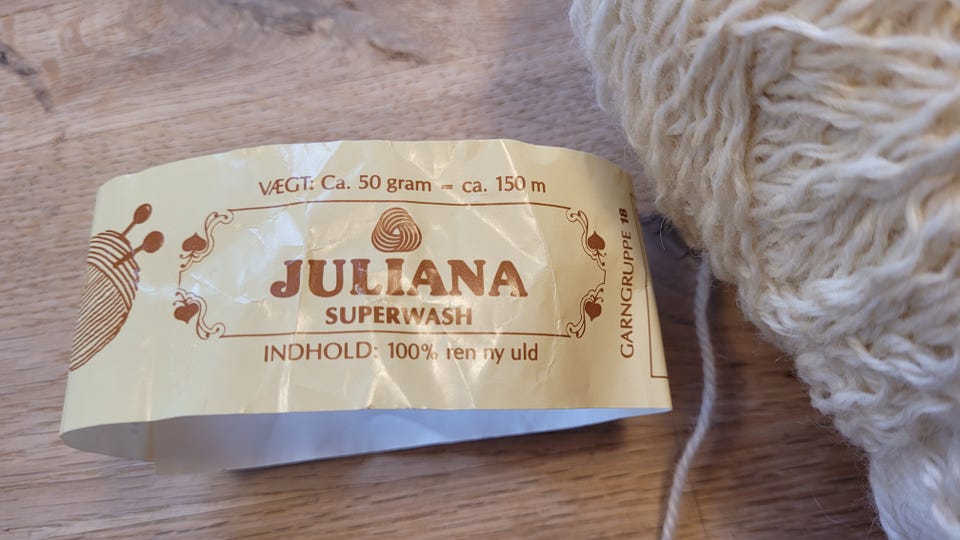 VÆGT: Ca. 50 gram = ca. 150 m
JULIANA
SUPERWASH
INDHOLD: 100% ren ny uld
GARNGRUPPE 18